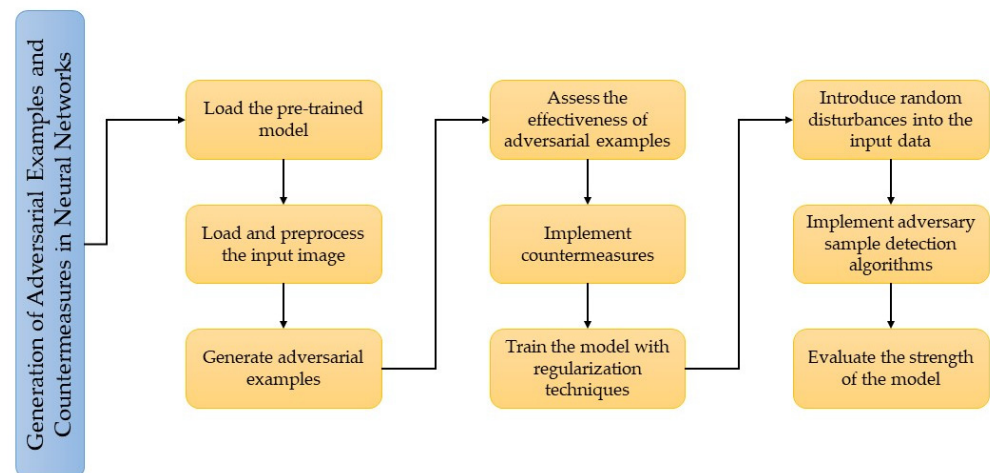 Generation of Adversarial Examples and
Countermeasures in Neural Networks
Load the pre-trained
model
Load and preprocess
the input image
Generate adversarial
examples
Assess the
effectiveness of
adversarial examples
Implement
countermeasures
Train the model with
regularization
techniques
Introduce random
disturbances into the
input data
Implement adversary
sample detection
algorithms
Evaluate the strength
of the model